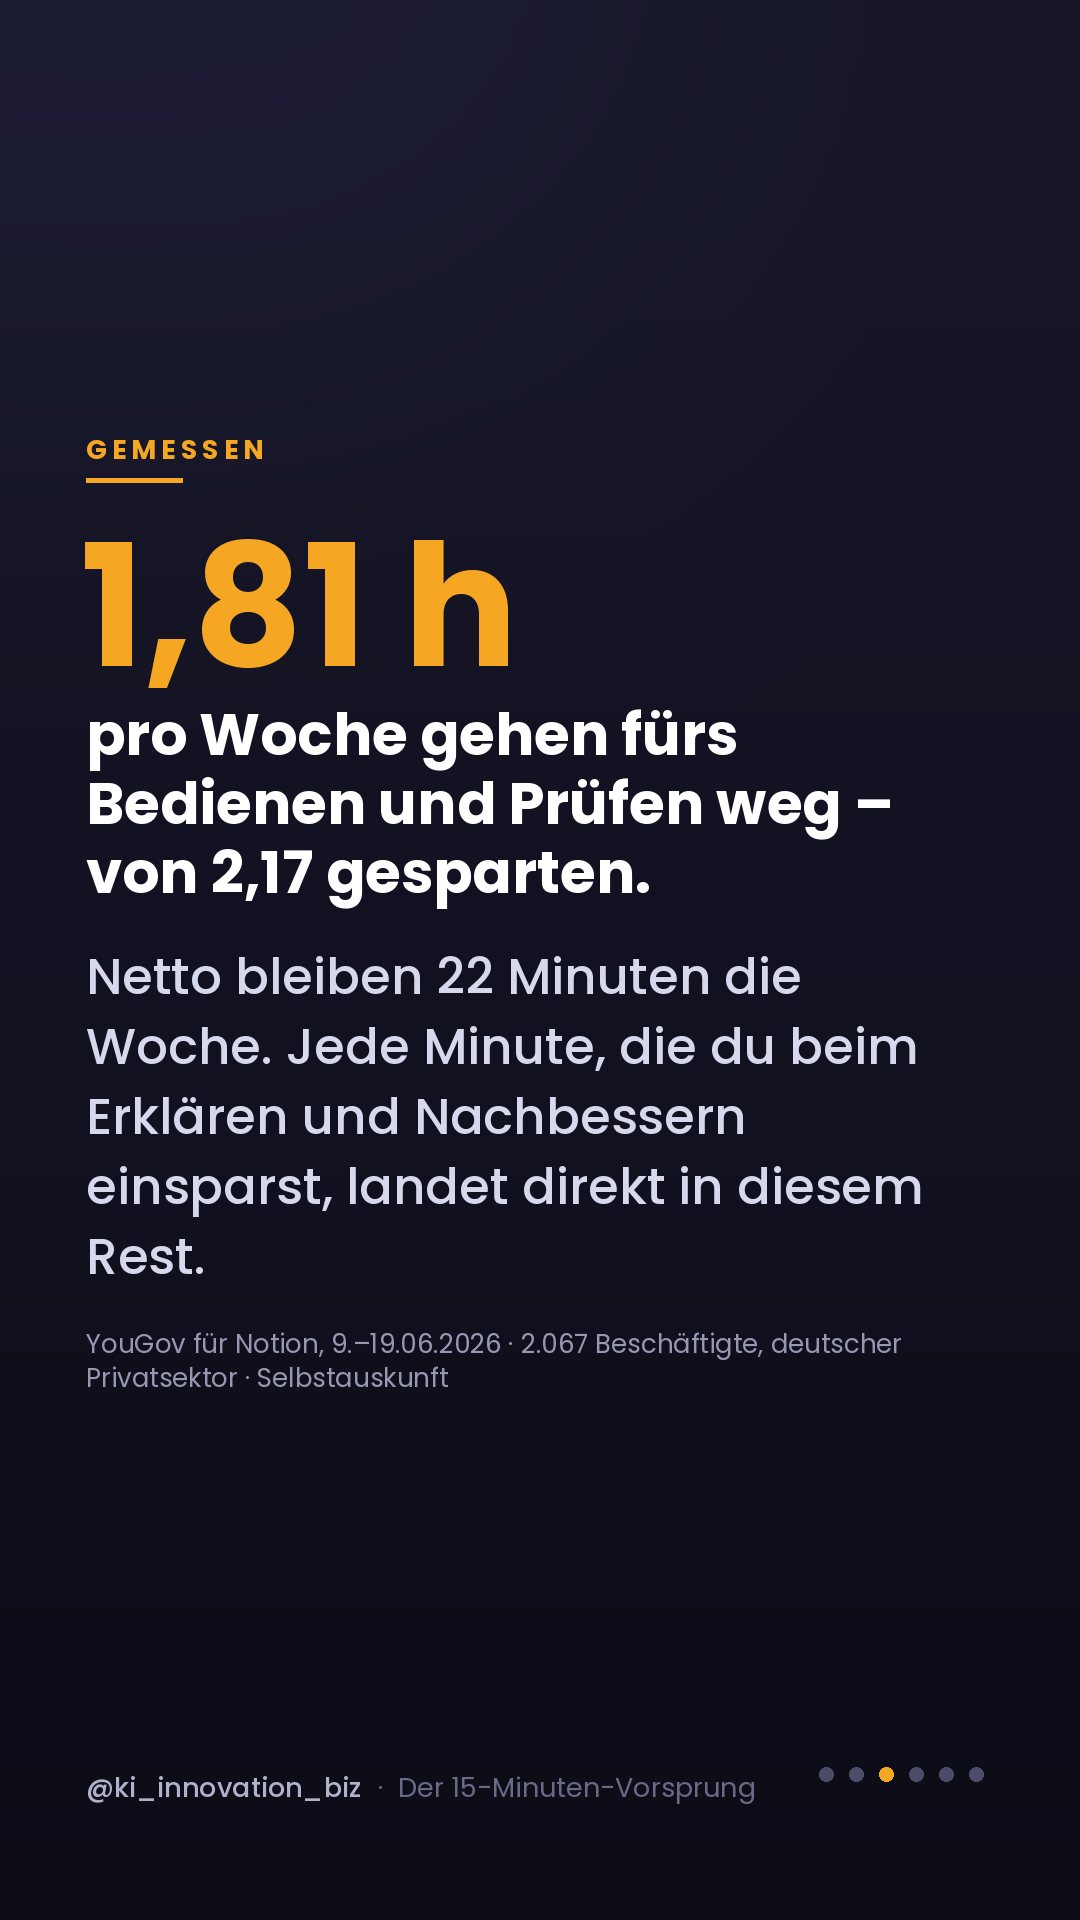 GEMESSEN
1,81 h
pro Woche gehen fürs
Bedienen und Prüfen weg –
von 2,17 gesparten.
Netto bleiben 22 Minuten die
Woche. Jede Minute, die du beim
Erklären und Nachbessern
einsparst, landet direkt in diesem
Rest.
YouGov für Notion, 9.–19.06.2026 · 2.067 Beschäftigte, deutscher
Privatsektor · Selbstauskunft
@ki_innovation_biz · Der 15-Minuten-Vorsprung